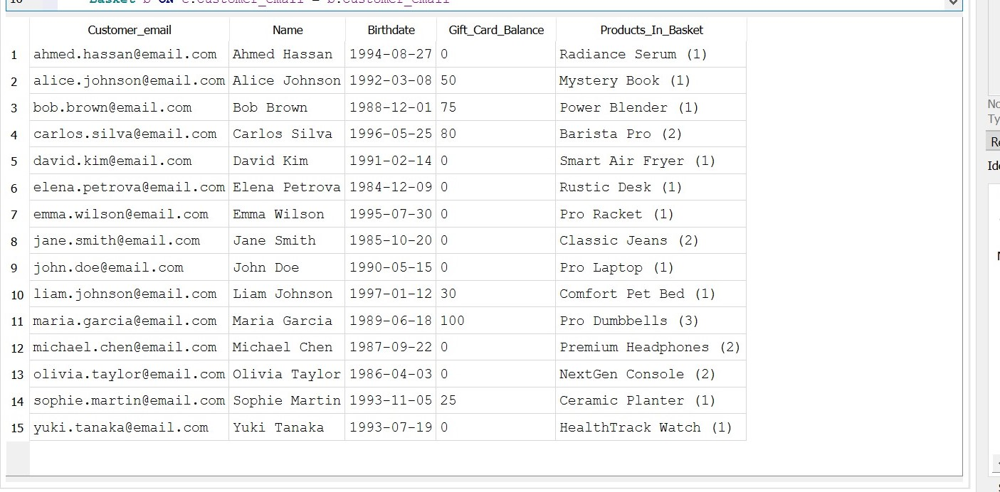 Basket b ON c.Customer_email = b.Customer_email
Customer_email Name Birthdate Gift_Card_Balance Products_In_Basket
1 ahmed.hassan@email.com Ahmed Hassan 1994-08-27 0 Radiance Serum (1)
2 alice.johnson@email.com Alice Johnson 1992-03-08 50 Mystery Book (1)
3 bob.brown@email.com Bob Brown 1988-12-01 75 Power Blender (1)
4 carlos.silva@email.com Carlos Silva 1996-05-25 80 Barista Pro (2)
5 david.kim@email.com David Kim 1991-02-14 0 Smart Air Fryer (1)
6 elena.petrova@email.com Elena Petrova 1984-12-09 0 Rustic Desk (1)
7 emma.wilson@email.com Emma Wilson 1995-07-30 0 Pro Racket (1)
8 jane.smith@email.com Jane Smith 1985-10-20 0 Classic Jeans (2)
9 john.doe@email.com John Doe 1990-05-15 0 Pro Laptop (1)
10 liam.johnson@email.com Liam Johnson 1997-01-12 30 Comfort Pet Bed (1)
11 maria.garcia@email.com Maria Garcia 1989-06-18 100 Pro Dumbbells (3)
12 michael.chen@email.com Michael Chen 1987-09-22 0 Premium Headphones (2)
13 olivia.taylor@email.com Olivia Taylor 1986-04-03 0 NextGen Console (2)
14 sophie.martin@email.com Sophie Martin 1993-11-05 25 Ceramic Planter (1)
15 yuki.tanaka@email.com Yuki Tanaka 1993-07-19 0 HealthTrack Watch (1)